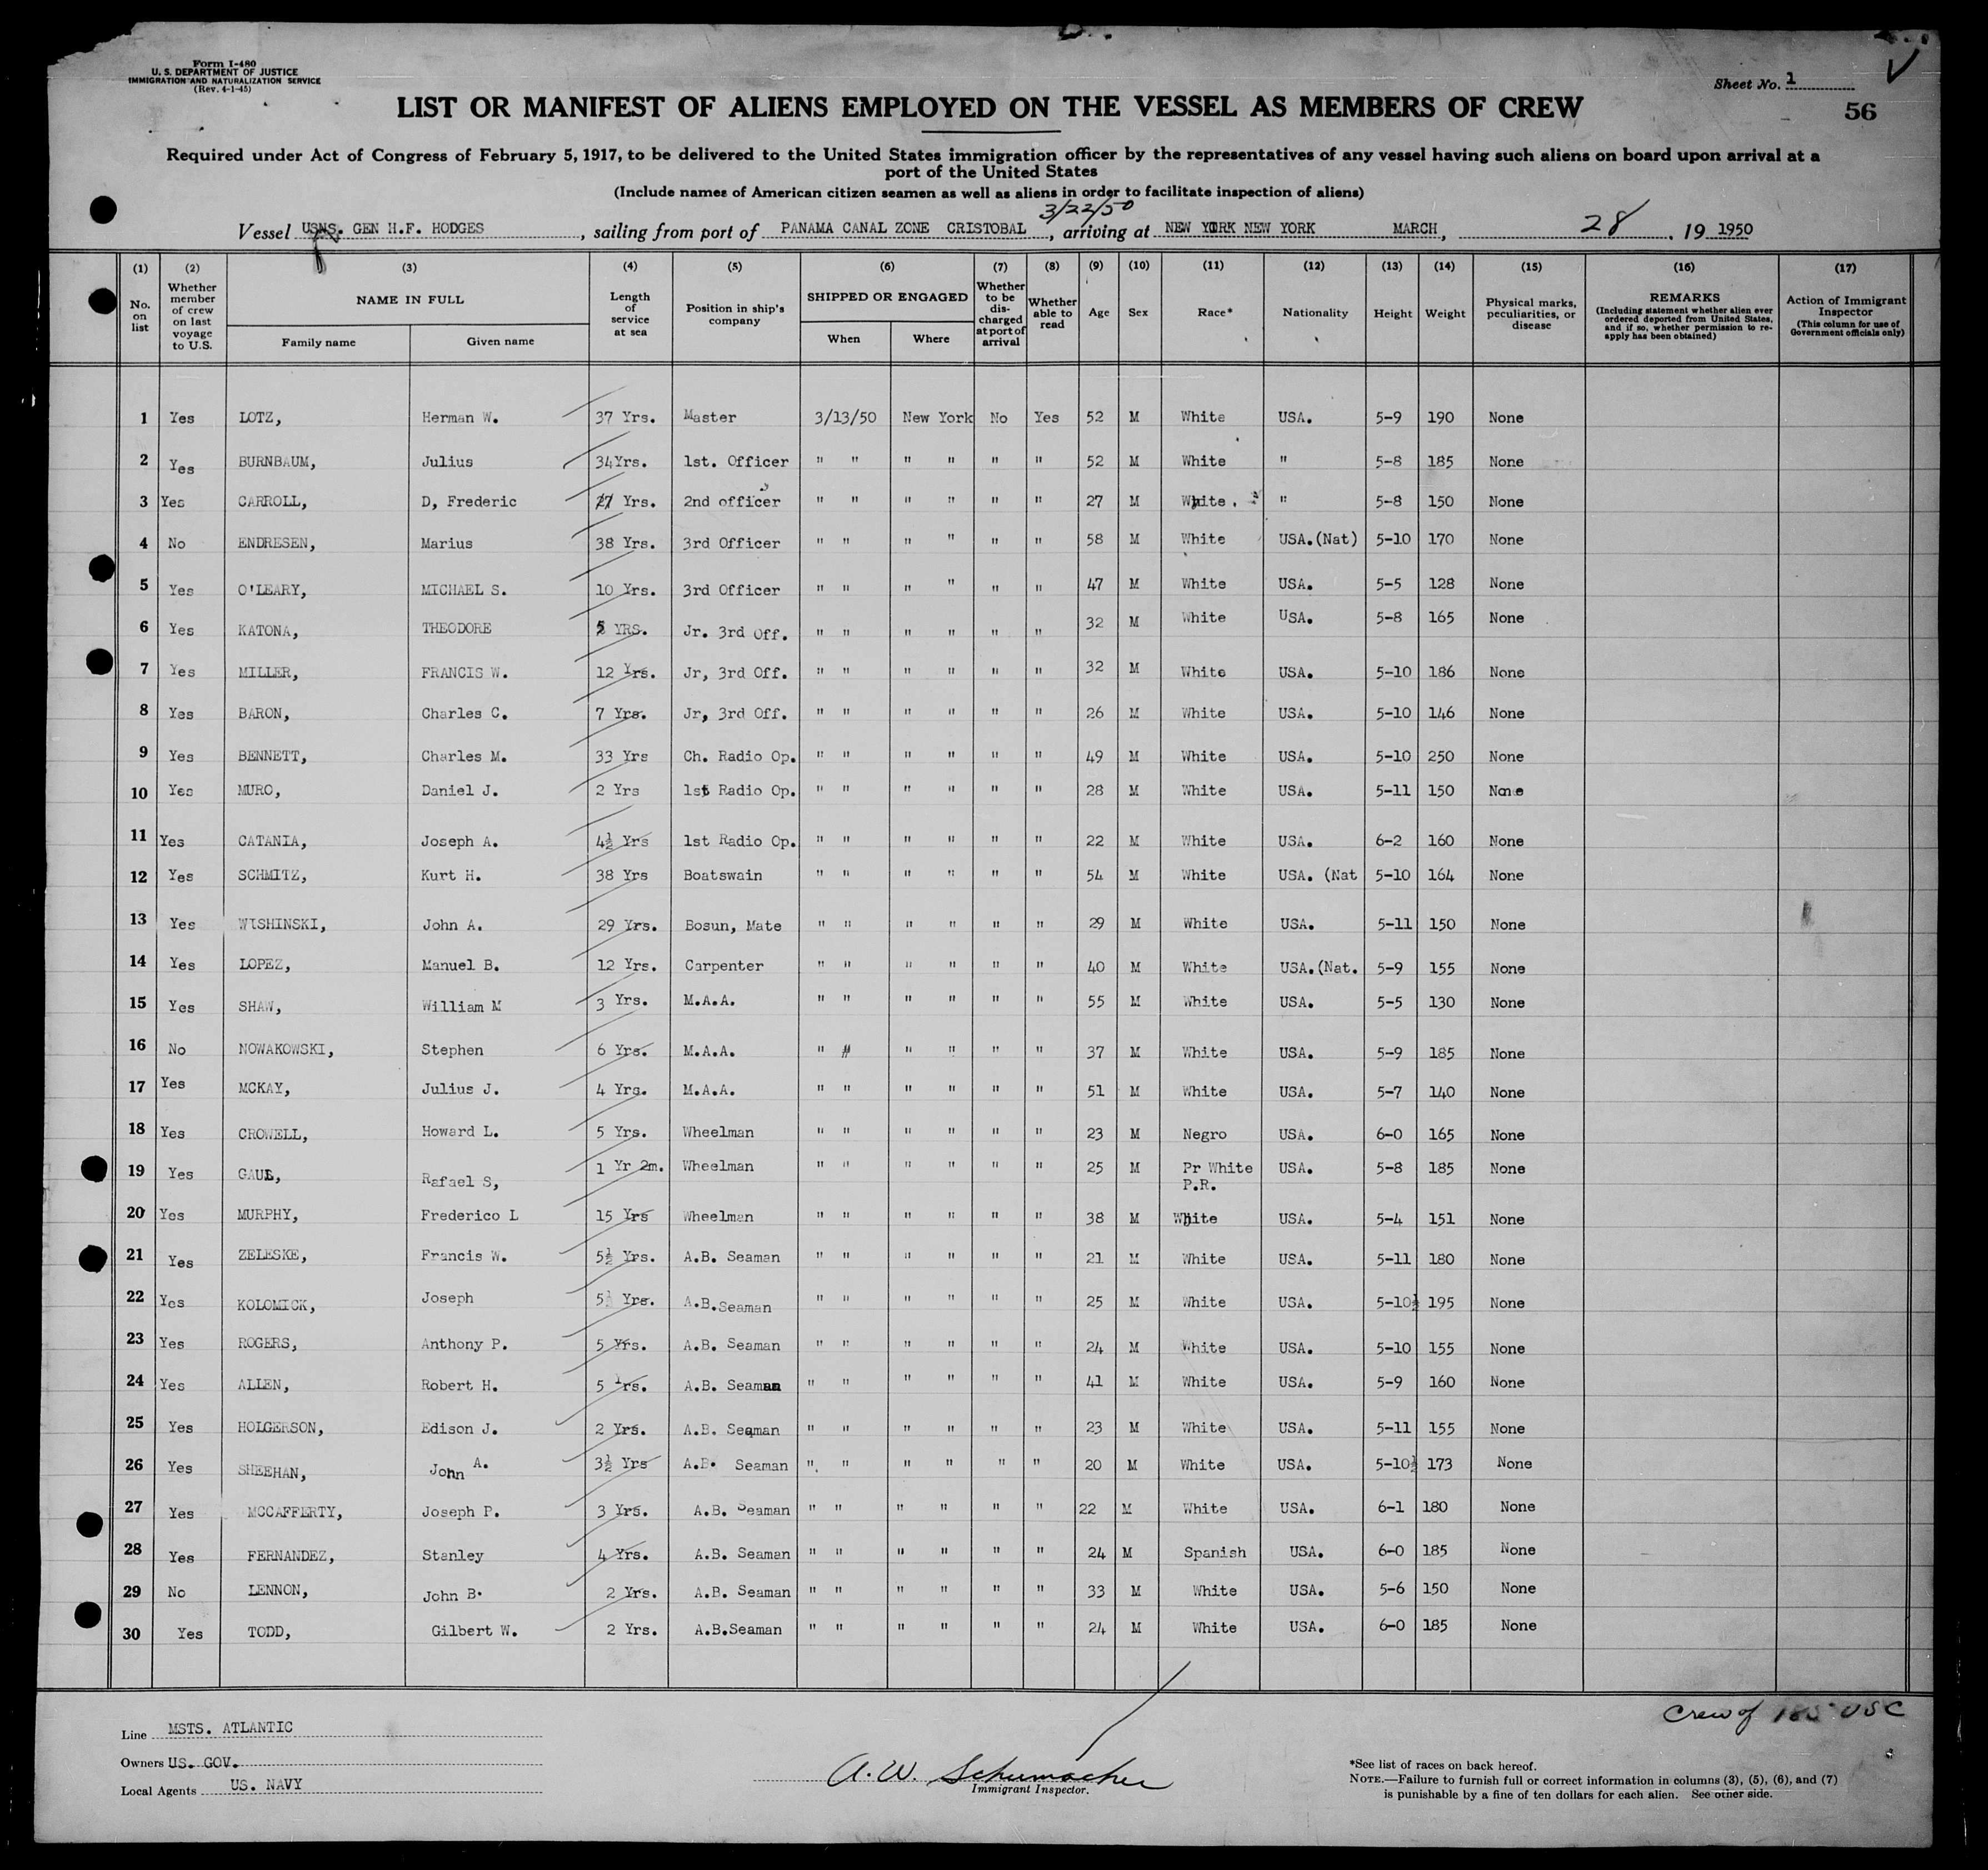 Form I-480
U. S. DEPARTMENT OF JUSTICE
IMMIGRATION AND NATURALIZATION SERVICE
(Rev. 4-1-45)
Sheet No. 1
LIST OR MANIFEST OF ALIENS EMPLOYED ON THE VESSEL AS MEMBERS OF CREW
56
Required under Act of Congress of February 5, 1917, to be delivered to the United States immigration officer by the representatives of any vessel having such aliens on board upon arrival at a
port of the United States
(Include names of American citizen seamen as well as aliens in order to facilitate inspection of aliens)
3/22/50
Vessel USNS. GEN H.F. HODGES, sailing from port of PANAMA CANAL ZONE CRISTOBAL, arriving at NEW YORK NEW YORK MARCH, 28, 19 1950
(1) (2) (3) (4) (5) (6) (7) (8) (9) (10) (11) (12) (13) (14) (15) (16) (17)
No. on list
Whether member of crew on last voyage to U.S.
NAME IN FULL
Family name
Given name
Length of service at sea
Position in ship's company
SHIPPED OR ENGAGED
When
Where
Whether to be discharged at port of arrival
Whether able to read
Age
Sex
Race*
Nationality
Height
Weight
Physical marks, peculiarities, or disease
REMARKS
(Including statement whether alien ever ordered deported from United States, and if so, whether permission to re-apply has been obtained)
Action of Immigrant Inspector
(This column for use of Government officials only)
1 Yes LOTZ, Herman W. 37 Yrs. Master 3/13/50 New York No Yes 52 M White USA. 5-9 190 None
2 Yes BURNBAUM, Julius 34Yrs. 1st. Officer " " " " " " 52 M White " 5-8 185 None
3 Yes CARROLL, D, Frederic Yrs. 2nd officer " " " " " " 27 M White . " 5-8 150 None
4 No ENDRESEN, Marius 38 Yrs. 3rd Officer " " " " " " 58 M White USA.(Nat) 5-10 170 None
5 Yes O'LEARY, MICHAEL S. 10 Yrs. 3rd Officer " " " " " " 47 M White USA. 5-5 128 None
6 Yes KATONA, THEODORE 5 YRS. Jr. 3rd Off. " " " " " " 32 M White USA. 5-8 165 None
7 Yes MILLER, FRANCIS W. 12 Yrs. Jr, 3rd Off. " " " " " " 32 M White USA. 5-10 186 None
8 Yes BARON, Charles C. 7 Yrs. Jr, 3rd Off. " " " " " " 26 M White USA. 5-10 146 None
9 Yes BENNETT, Charles M. 33 Yrs Ch. Radio Op. " " " " " " 49 M White USA. 5-10 250 None
10 Yes MURO, Daniel J. 2 Yrs 1st Radio Op. " " " " " " 28 M White USA. 5-11 150 None
11 Yes CATANIA, Joseph A. 4½ Yrs 1st Radio Op. " " " " " " 22 M White USA. 6-2 160 None
12 Yes SCHMITZ, Kurt H. 38 Yrs Boatswain " " " " " " 54 M White USA. (Nat 5-10 164 None
13 Yes WISHINSKI, John A. 29 Yrs. Bosun, Mate " " " " " " 29 M White USA. 5-11 150 None
14 Yes LOPEZ, Manuel B. 12 Yrs. Carpenter " " " " " " 40 M White USA.(Nat. 5-9 155 None
15 Yes SHAW, William M 3 Yrs. M.A.A. " " " " " " 55 M White USA. 5-5 130 None
16 No NOWAKOWSKI, Stephen 6 Yrs. M.A.A. " " " " " " 37 M White USA. 5-9 185 None
17 Yes MCKAY, Julius J. 4 Yrs. M.A.A. " " " " " " 51 M White USA. 5-7 140 None
18 Yes CROWELL, Howard L. 5 Yrs. Wheelman " " " " " " 23 M Negro USA. 6-0 165 None
19 Yes GAUL, Rafael S, 1 Yr 2m. Wheelman " " " " " " 25 M Pr White P.R. USA. 5-8 185 None
20 Yes MURPHY, Frederico L 15 Yrs Wheelman " " " " " " 38 M White USA. 5-4 151 None
21 Yes ZELESKE, Francis W. 5½ Yrs. A.B. Seaman " " " " " " 21 M White USA. 5-11 180 None
22 Yes KOLOMICK, Joseph 5½ Yrs. A.B.Seaman " " " " " " 25 M White USA. 5-10½ 195 None
23 Yes ROGERS, Anthony P. 5 Yrs. A.B. Seaman " " " " " " 24 M White USA. 5-10 155 None
24 Yes ALLEN, Robert H. 5 Yrs. A.B. Seaman " " " " " " 41 M White USA. 5-9 160 None
25 Yes HOLGERSON, Edison J. 2 Yrs. A.B. Seaman " " " " " " 23 M White USA. 5-11 155 None
26 Yes SHEEHAN, John A. 3½ Yrs A.B. Seaman " " " " " " 20 M White USA. 5-10½ 173 None
27 Yes MCCAFFERTY, Joseph P. 3 Yrs. A.B. Seaman " " " " " " 22 M White USA. 6-1 180 None
28 Yes FERNANDEZ, Stanley 4 Yrs. A.B. Seaman " " " " " " 24 M Spanish USA. 6-0 185 None
29 No LENNON, John B. 2 Yrs. A.B. Seaman " " " " " " 33 M White USA. 5-6 150 None
30 Yes TODD, Gilbert W. 2 Yrs. A.B.Seaman " " " " " " 24 M White USA. 6-0 185 None
Crew of 185 USC
Line MSTS. ATLANTIC
Owners US. GOV.
Local Agents US. NAVY
A. W. Schumacher
Immigrant Inspector.
*See list of races on back hereof.
NOTE.—Failure to furnish full or correct information in columns (3), (5), (6), and (7)
is punishable by a fine of ten dollars for each alien. See other side.